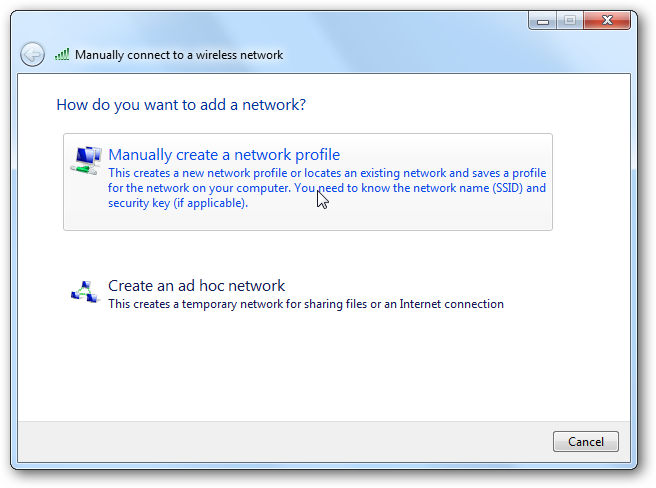 Manually connect to a wireless network
How do you want to add a network?
Manually create a network profile
This creates a new network profile or locates an existing network and saves a profile
for the network on your computer. You need to know the network name (SSID) and
security key (if applicable).
Create an ad hoc network
This creates a temporary network for sharing files or an Internet connection
Cancel